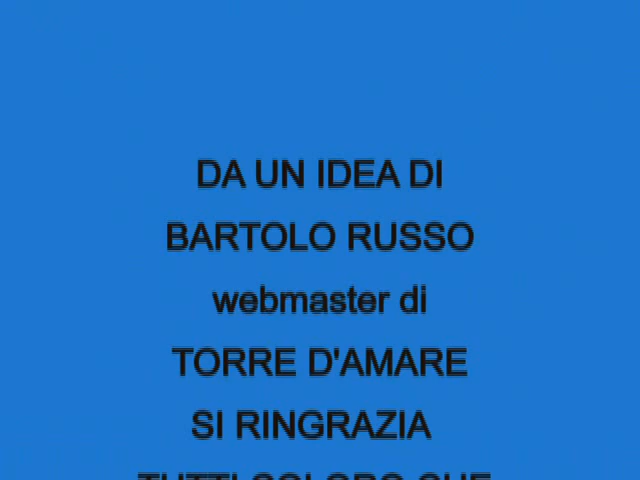 DA UN IDEA DI
BARTOLO RUSSO
webmaster di
TORRE D'AMARE
SI RINGRAZIA
TUTTI COLORO CHE